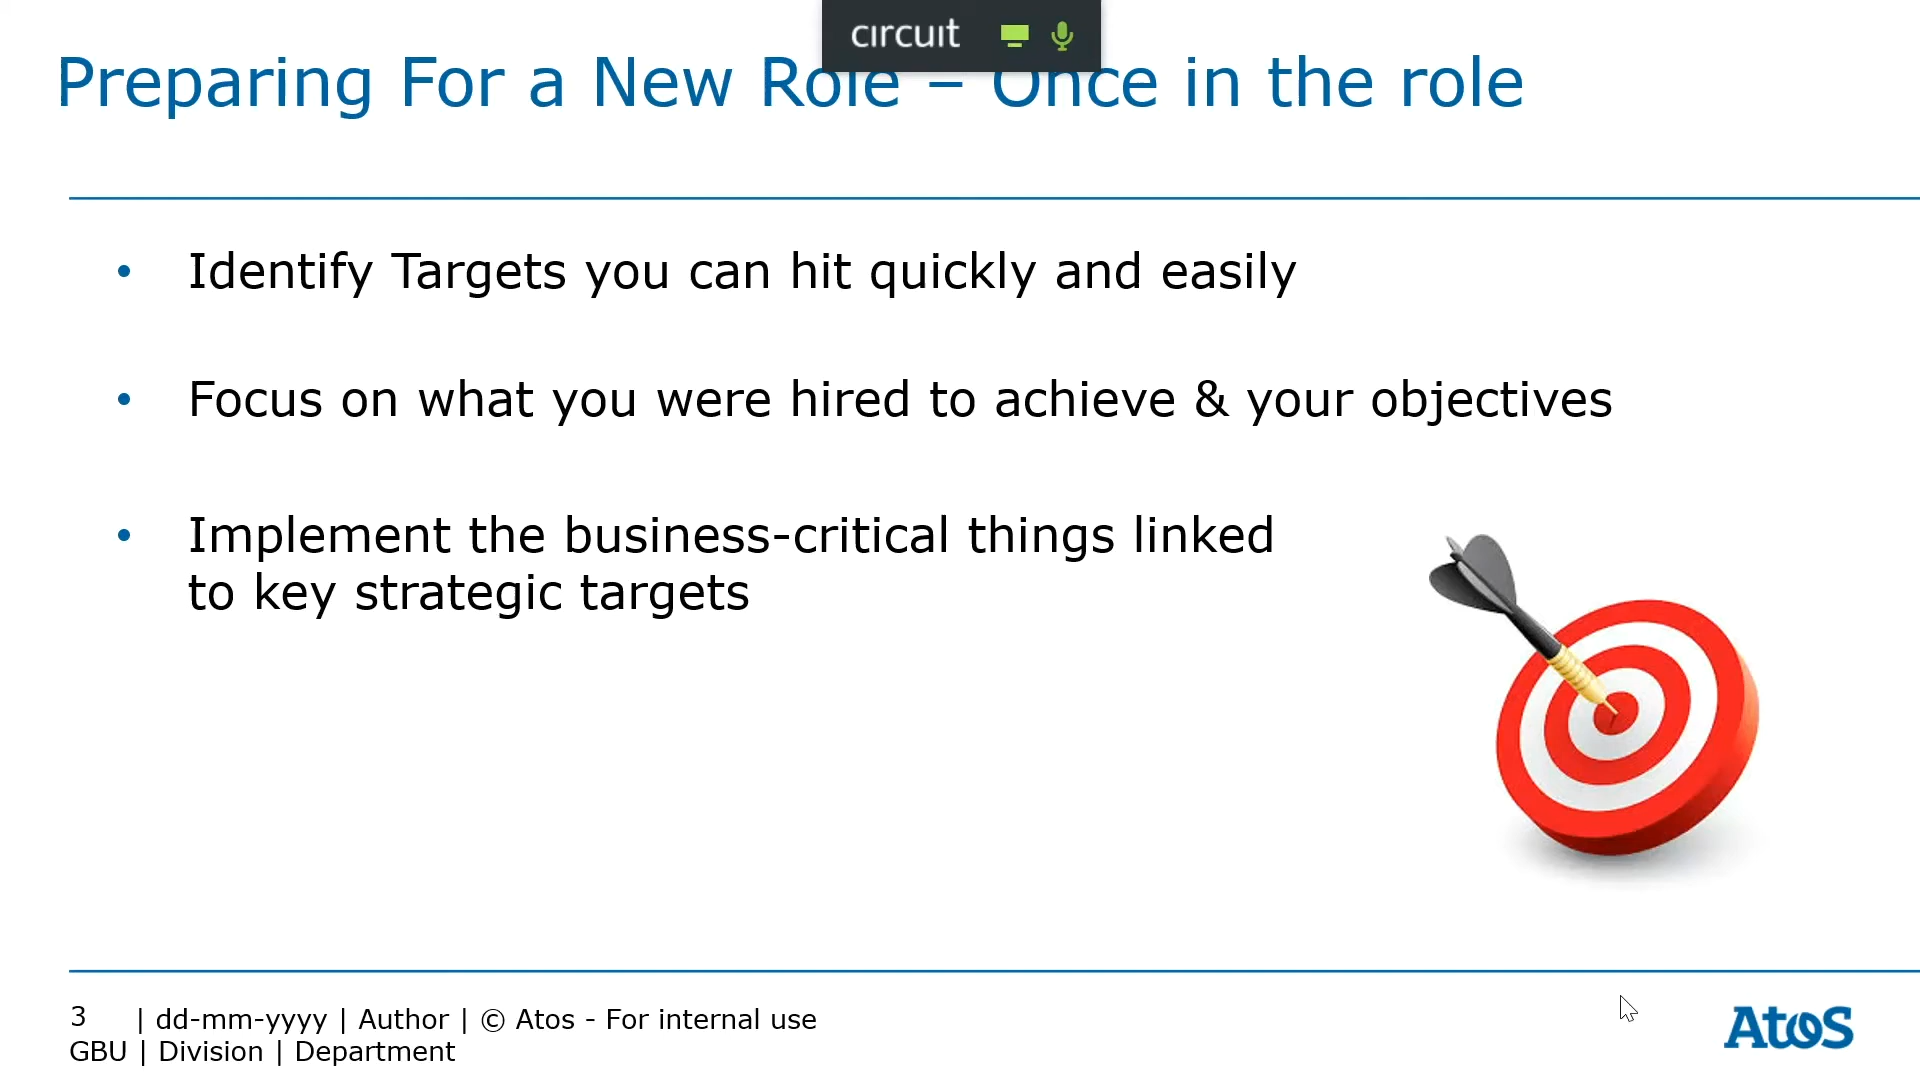 circuit
Preparing For a New Role – Once in the role
• Identify Targets you can hit quickly and easily
• Focus on what you were hired to achieve & your objectives
• Implement the business-critical things linked
to key strategic targets
3 | dd-mm-yyyy | Author | © Atos - For internal use
GBU | Division | Department
Atos